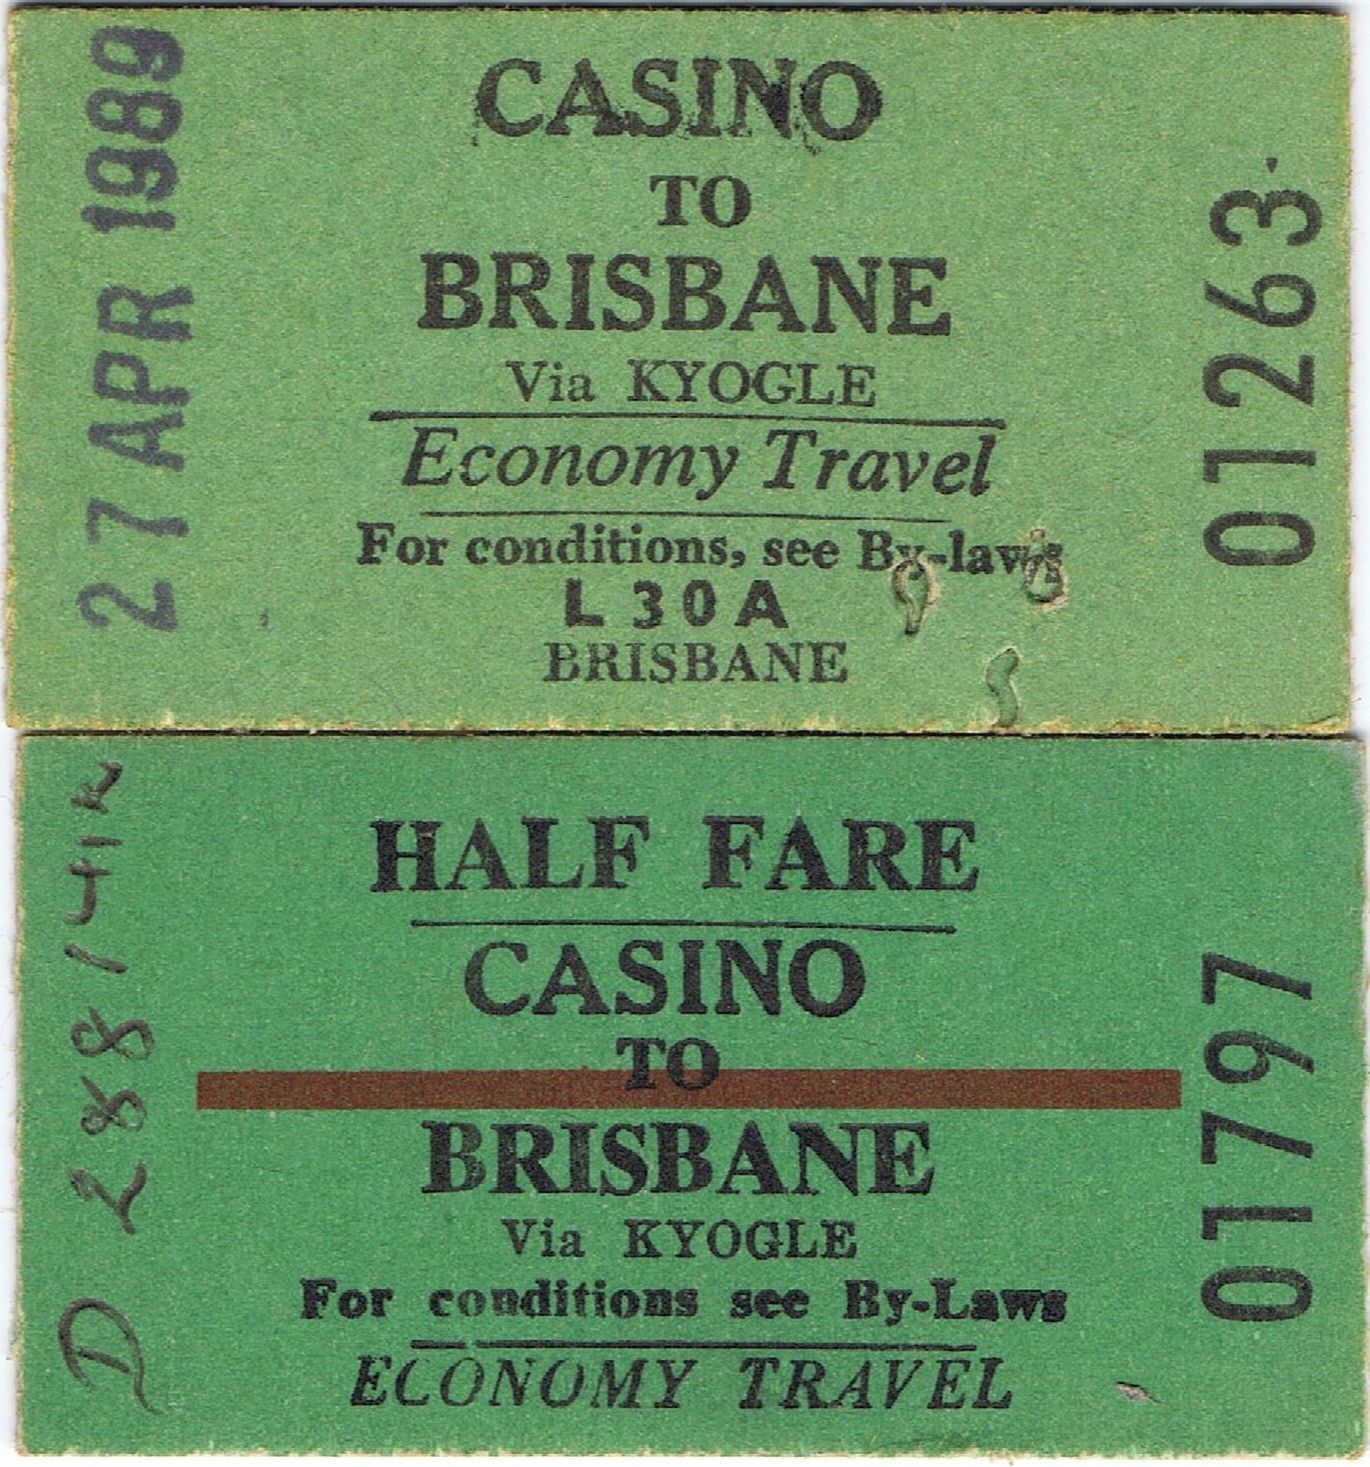 27 APR 1989
CASINO
TO
BRISBANE
Via KYOGLE
Economy Travel
For conditions, see By-laws
L 30 A
BRISBANE
01263
D 288
HALF FARE
CASINO
TO
BRISBANE
Via KYOGLE
For conditions see By-Laws
ECONOMY TRAVEL
01797